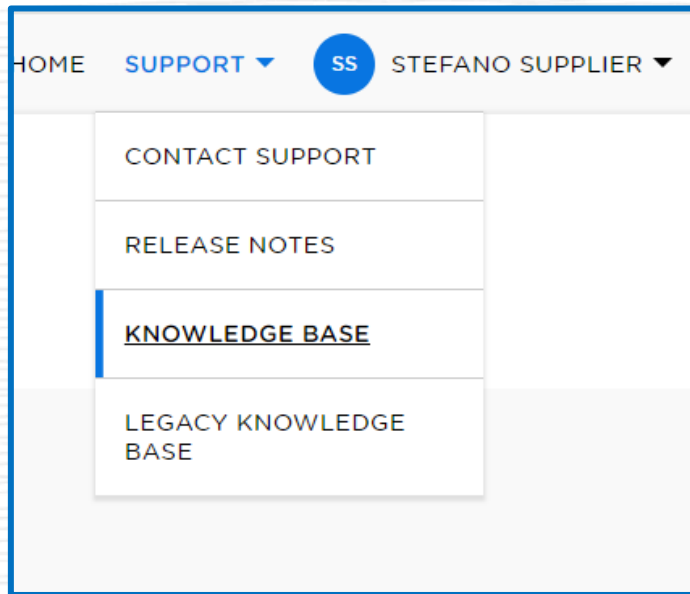 HOME SUPPORT SS STEFANO SUPPLIER
CONTACT SUPPORT
RELEASE NOTES
KNOWLEDGE BASE
LEGACY KNOWLEDGE
BASE